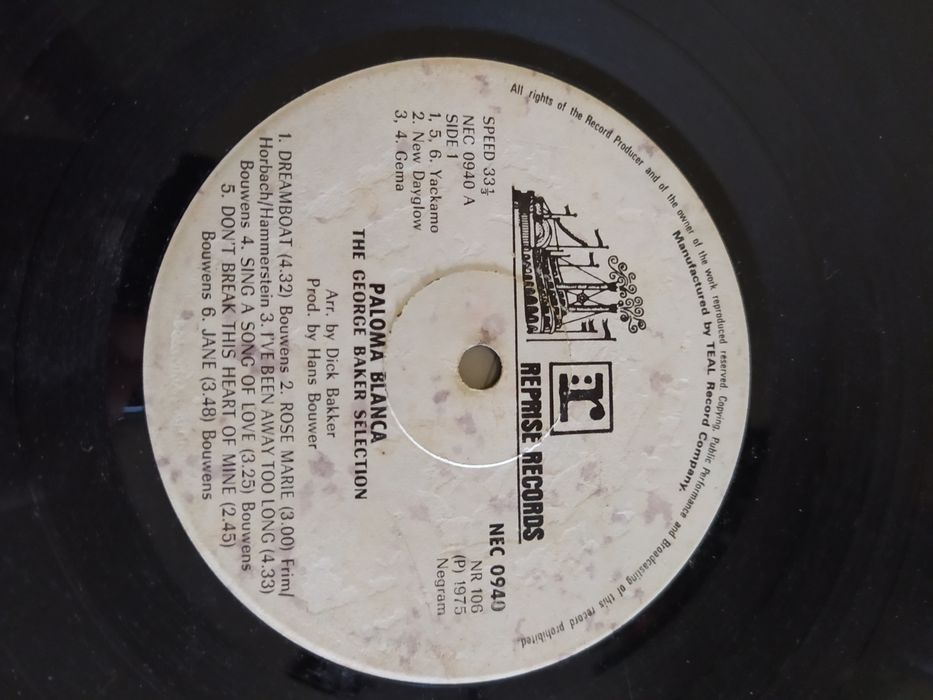 All rights of the Record Producer and of the owner of the work reproduced reserved. Copying, Public Performance and Broadcasting of this record prohibited
Manufactured by TEAL Record Company.
r:
REPRISE RECORDS
SPEED 33⅓
NEC 0940 A
SIDE 1
1, 5, 6. Yackamo
2. New Dayglow
3, 4. Gema
NEC 0940
NR 106
(P) 1975
Negram
PALOMA BLANCA
THE GEORGE BAKER SELECTION
Arr. by Dick Bakker
Prod. by Hans Bouwer
1. DREAMBOAT (4.32) Bouwens 2. ROSE MARIE (3.00) Friml/
Horbach/Hammerstein 3. I'VE BEEN AWAY TOO LONG (4.33)
Bouwens 4. SING A SONG OF LOVE (3.25) Bouwens
5. DON'T BREAK THIS HEART OF MINE (2.45)
Bouwens 6. JANE (3.48) Bouwens